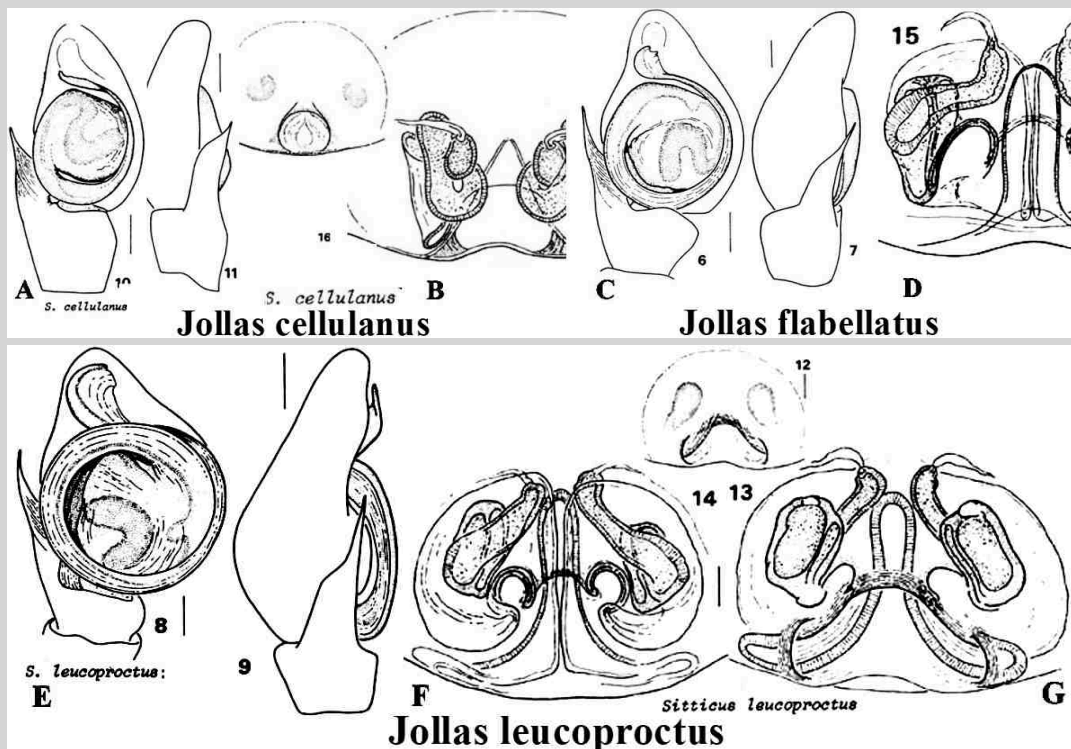 15
16
10
11
6
7
A
S. cellulanus
S. cellulanus
B
C
D
Jollas cellulanus
Jollas flabellatus
12
14 13
8
9
S. leucoproctus:
E
F
Sitticus leucoproctus
G
Jollas leucoproctus